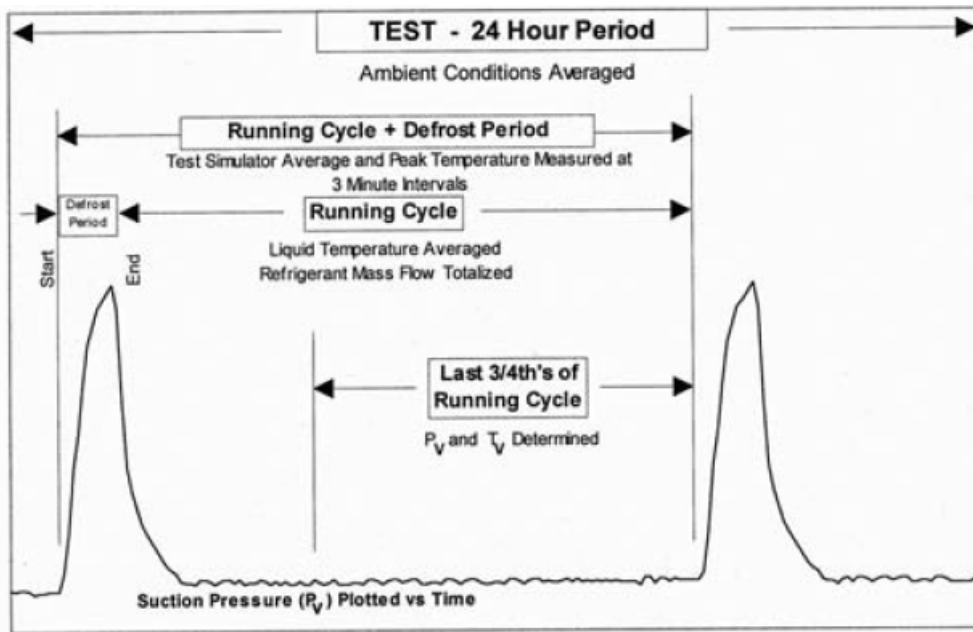 TEST - 24 Hour Period
Ambient Conditions Averaged
Running Cycle + Defrost Period
Test Simulator Average and Peak Temperature Measured at
3 Minute Intervals
Defrost
Period
Running Cycle
Start
End
Liquid Temperature Averaged
Refrigerant Mass Flow Totalized
Last 3/4th's of
Running Cycle
PV and TV Determined
Suction Pressure (PV) Plotted vs Time